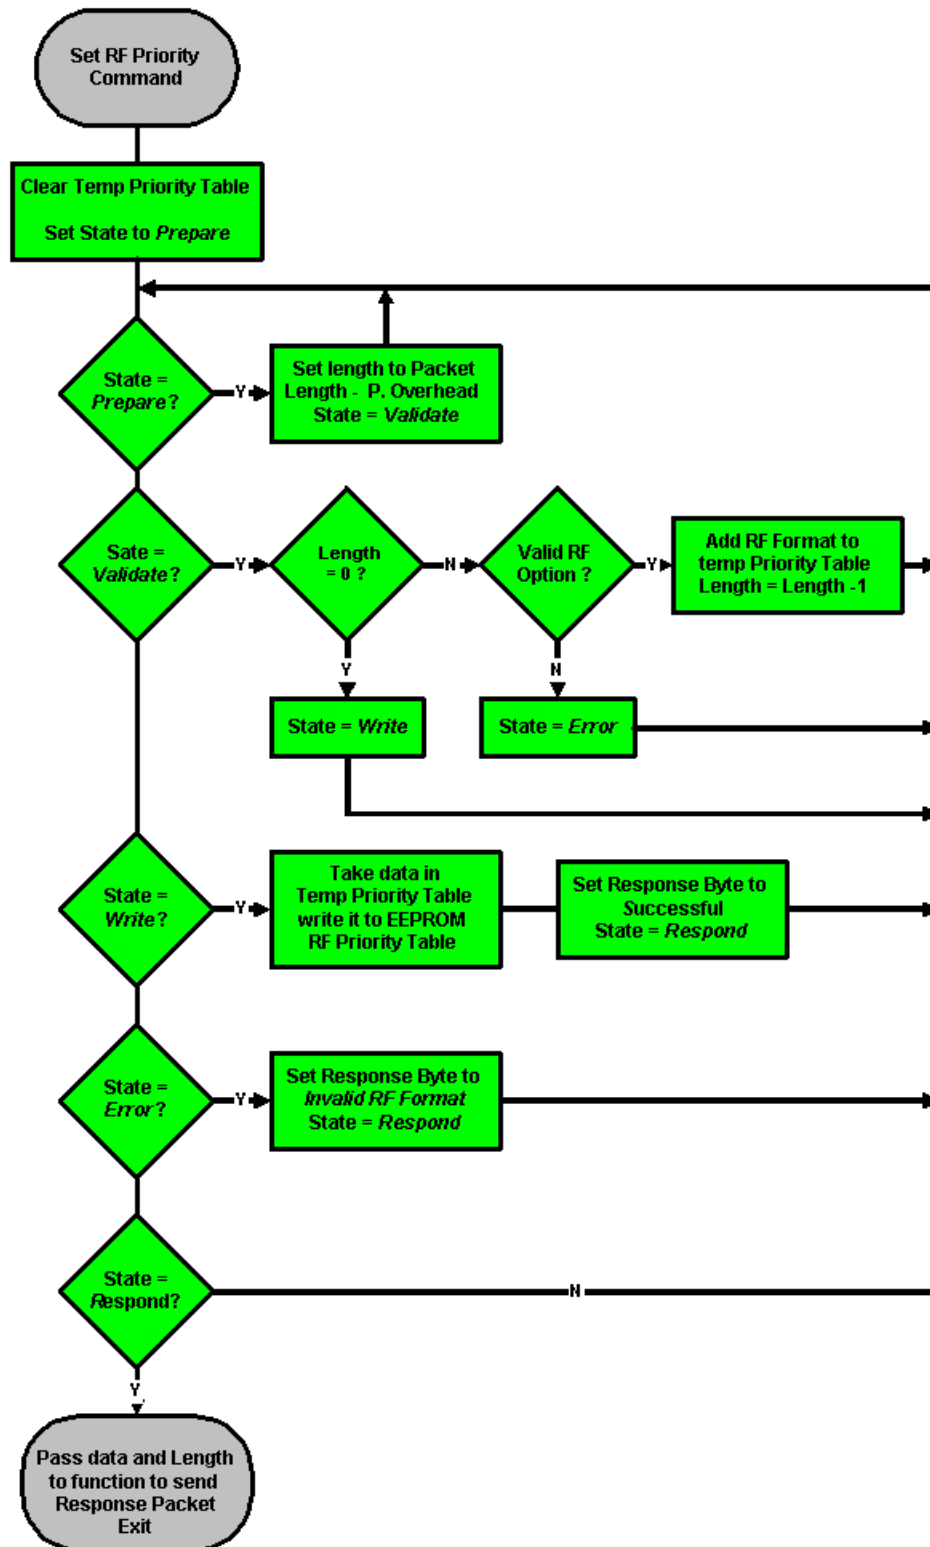 Set RF Priority
Command
Clear Temp Priority Table
Set State to Prepare
State =
Prepare?
Y
Set length to Packet
Length - P. Overhead
State = Validate
Sate =
Validate?
Y
Length
= 0 ?
N
Valid RF
Option ?
Y
Add RF Format to
temp Priority Table
Length = Length -1
Y
N
State = Write
State = Error
State =
Write?
Y
Take data in
Temp Priority Table
write it to EEPROM
RF Priority Table
Set Response Byte to
Successful
State = Respond
State =
Error?
Y
Set Response Byte to
Invalid RF Format
State = Respond
State =
Respond?
N
Y
Pass data and Length
to function to send
Response Packet
Exit